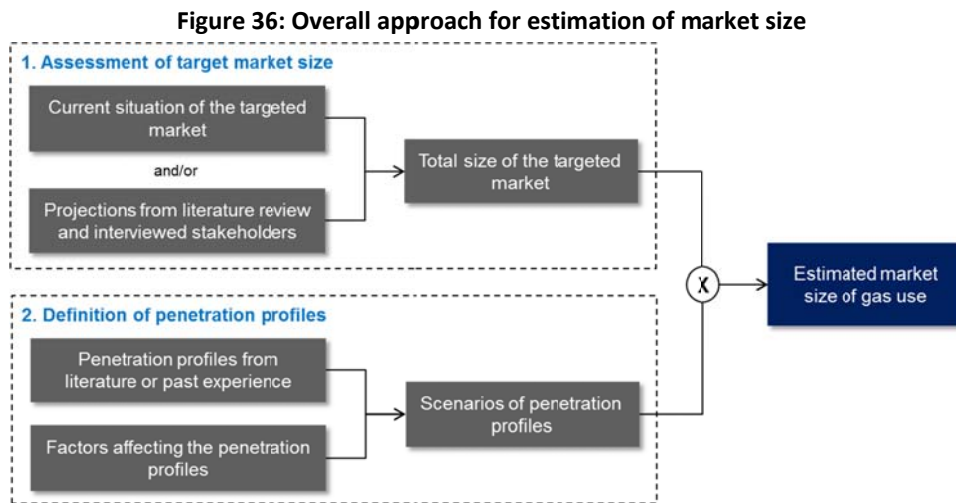 Figure 36: Overall approach for estimation of market size
1. Assessment of target market size
Current situation of the targeted
market
and/or
Projections from literature review
and interviewed stakeholders
Total size of the targeted
market
2. Definition of penetration profiles
Penetration profiles from
literature or past experience
Factors affecting the penetration
profiles
Scenarios of penetration
profiles
X
Estimated market
size of gas use